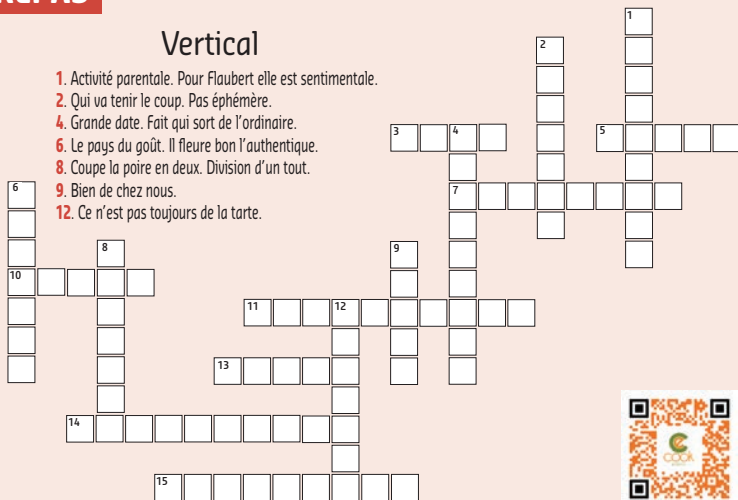 Vertical
1. Activité parentale. Pour Flaubert elle est sentimentale.
2. Qui va tenir le coup. Pas éphémère.
4. Grande date. Fait qui sort de l'ordinaire.
6. Le pays du goût. Il fleure bon l'authentique.
8. Coupe la poire en deux. Division d'un tout.
9. Bien de chez nous.
12. Ce n'est pas toujours de la tarte.
1
2
3
4
5
6
7
8
9
10
11
12
13
14
15
COOK